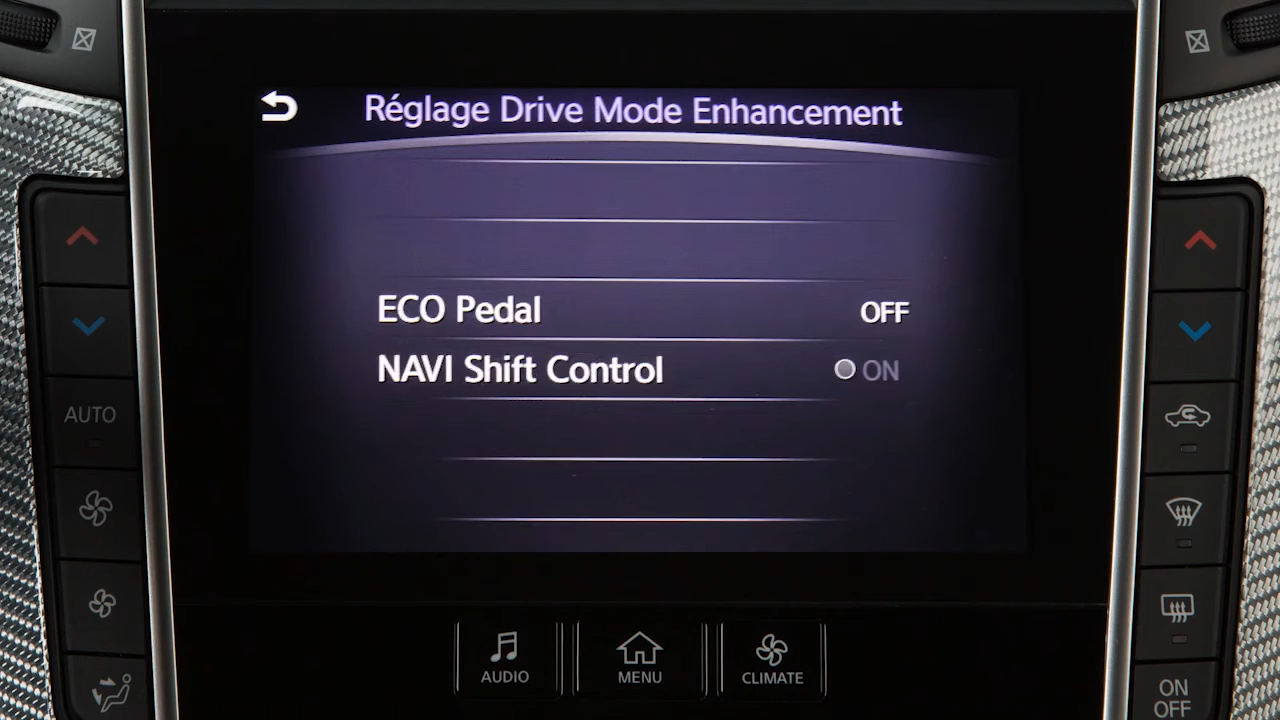 Réglage Drive Mode Enhancement
ECO Pedal OFF
NAVI Shift Control ON
AUTO
AUDIO
MENU
CLIMATE
ON
OFF